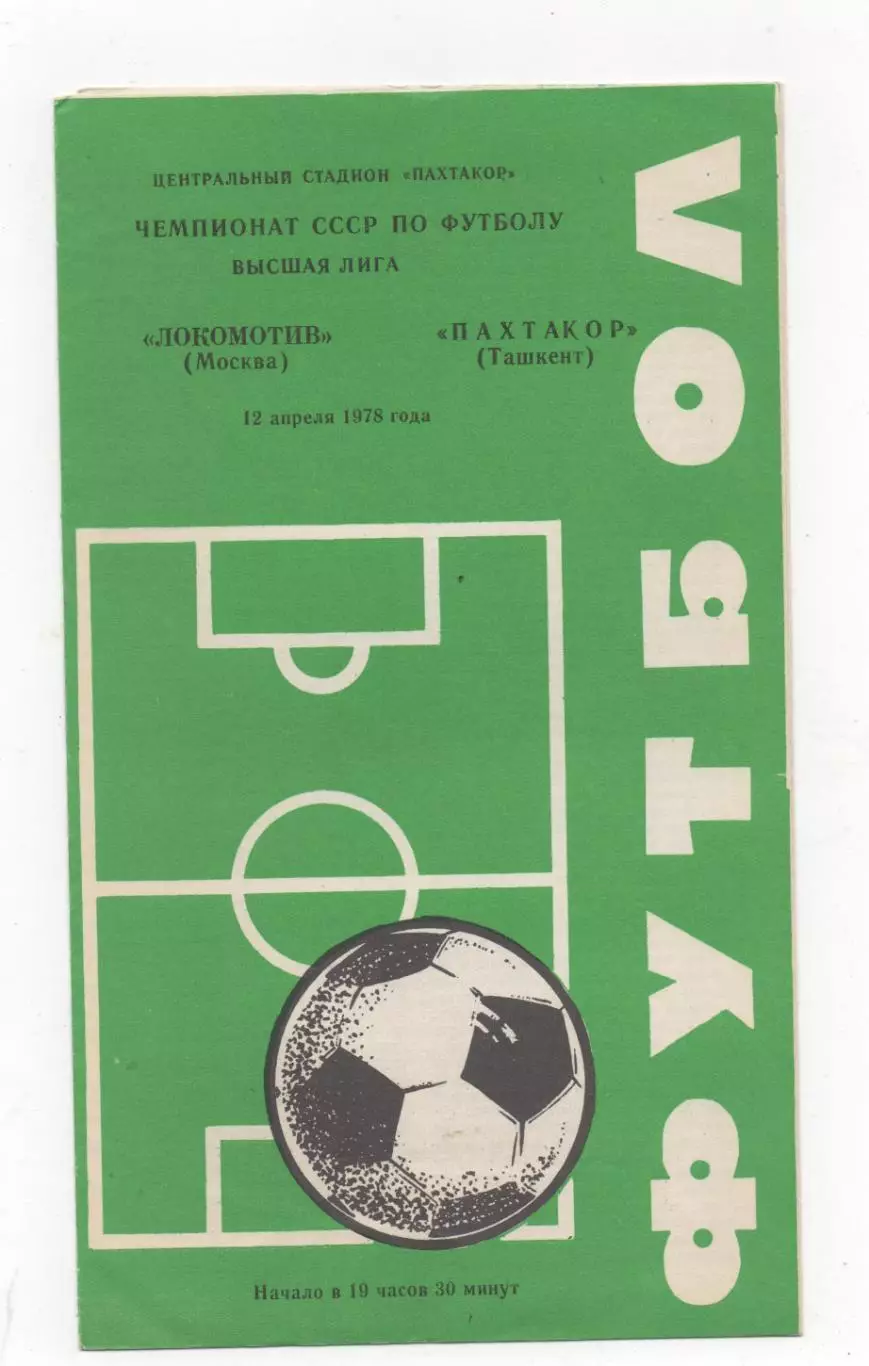 ЦЕНТРАЛЬНЫЙ СТАДИОН «ПАХТАКОР»
ЧЕМПИОНАТ СССР ПО ФУТБОЛУ
ВЫСШАЯ ЛИГА
«ЛОКОМОТИВ»
(Москва)
«ПАХТАКОР»
(Ташкент)
12 апреля 1978 года
ФУТБОЛ
Начало в 19 часов 30 минут